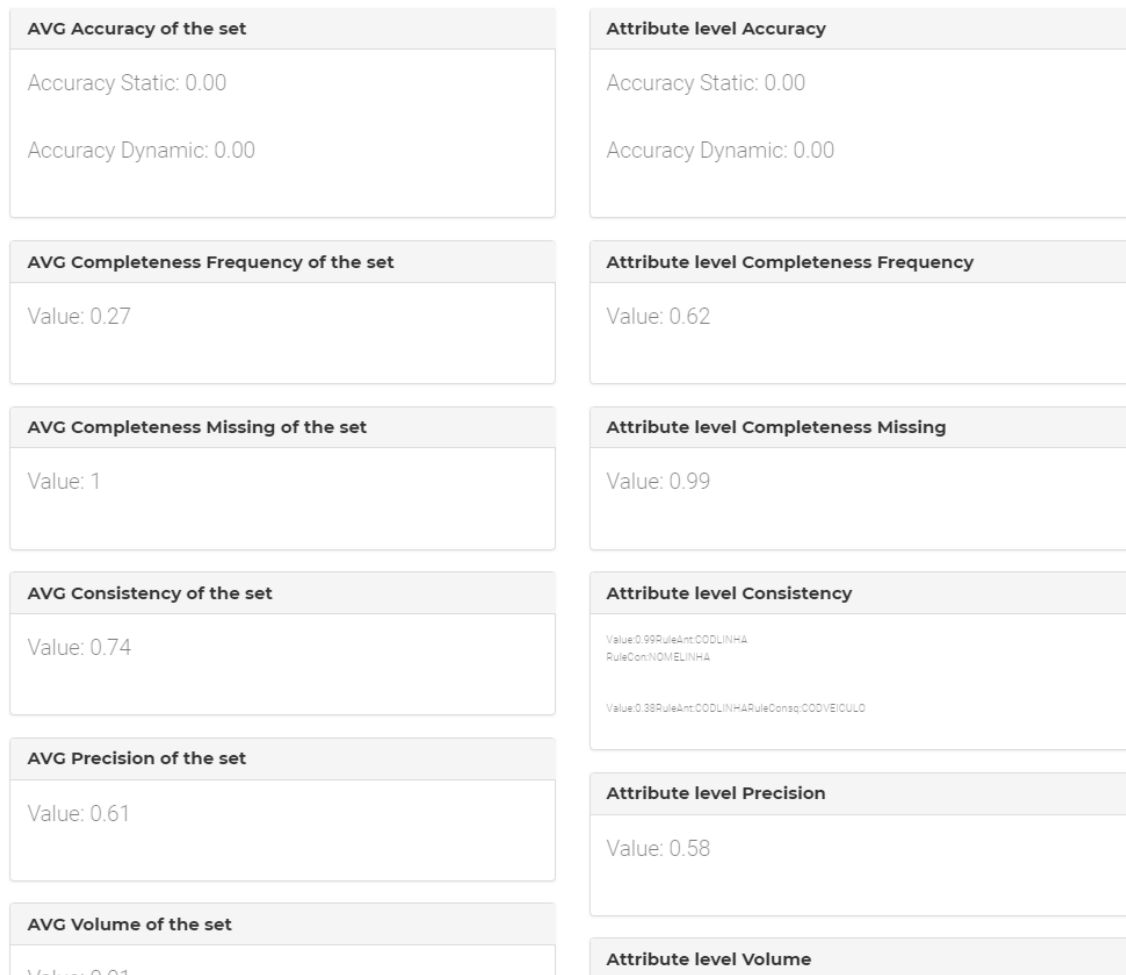 AVG Accuracy of the set
Accuracy Static: 0.00
Accuracy Dynamic: 0.00
AVG Completeness Frequency of the set
Value: 0.27
AVG Completeness Missing of the set
Value: 1
AVG Consistency of the set
Value: 0.74
AVG Precision of the set
Value: 0.61
AVG Volume of the set
Attribute level Accuracy
Accuracy Static: 0.00
Accuracy Dynamic: 0.00
Attribute level Completeness Frequency
Value: 0.62
Attribute level Completeness Missing
Value: 0.99
Attribute level Consistency
Value:0.99RuleAnt:CODLINHA
RuleCon:NOMELINHA
Value:0.38RuleAnt:CODLINHARuleConsq:CODVEICULO
Attribute level Precision
Value: 0.58
Attribute level Volume